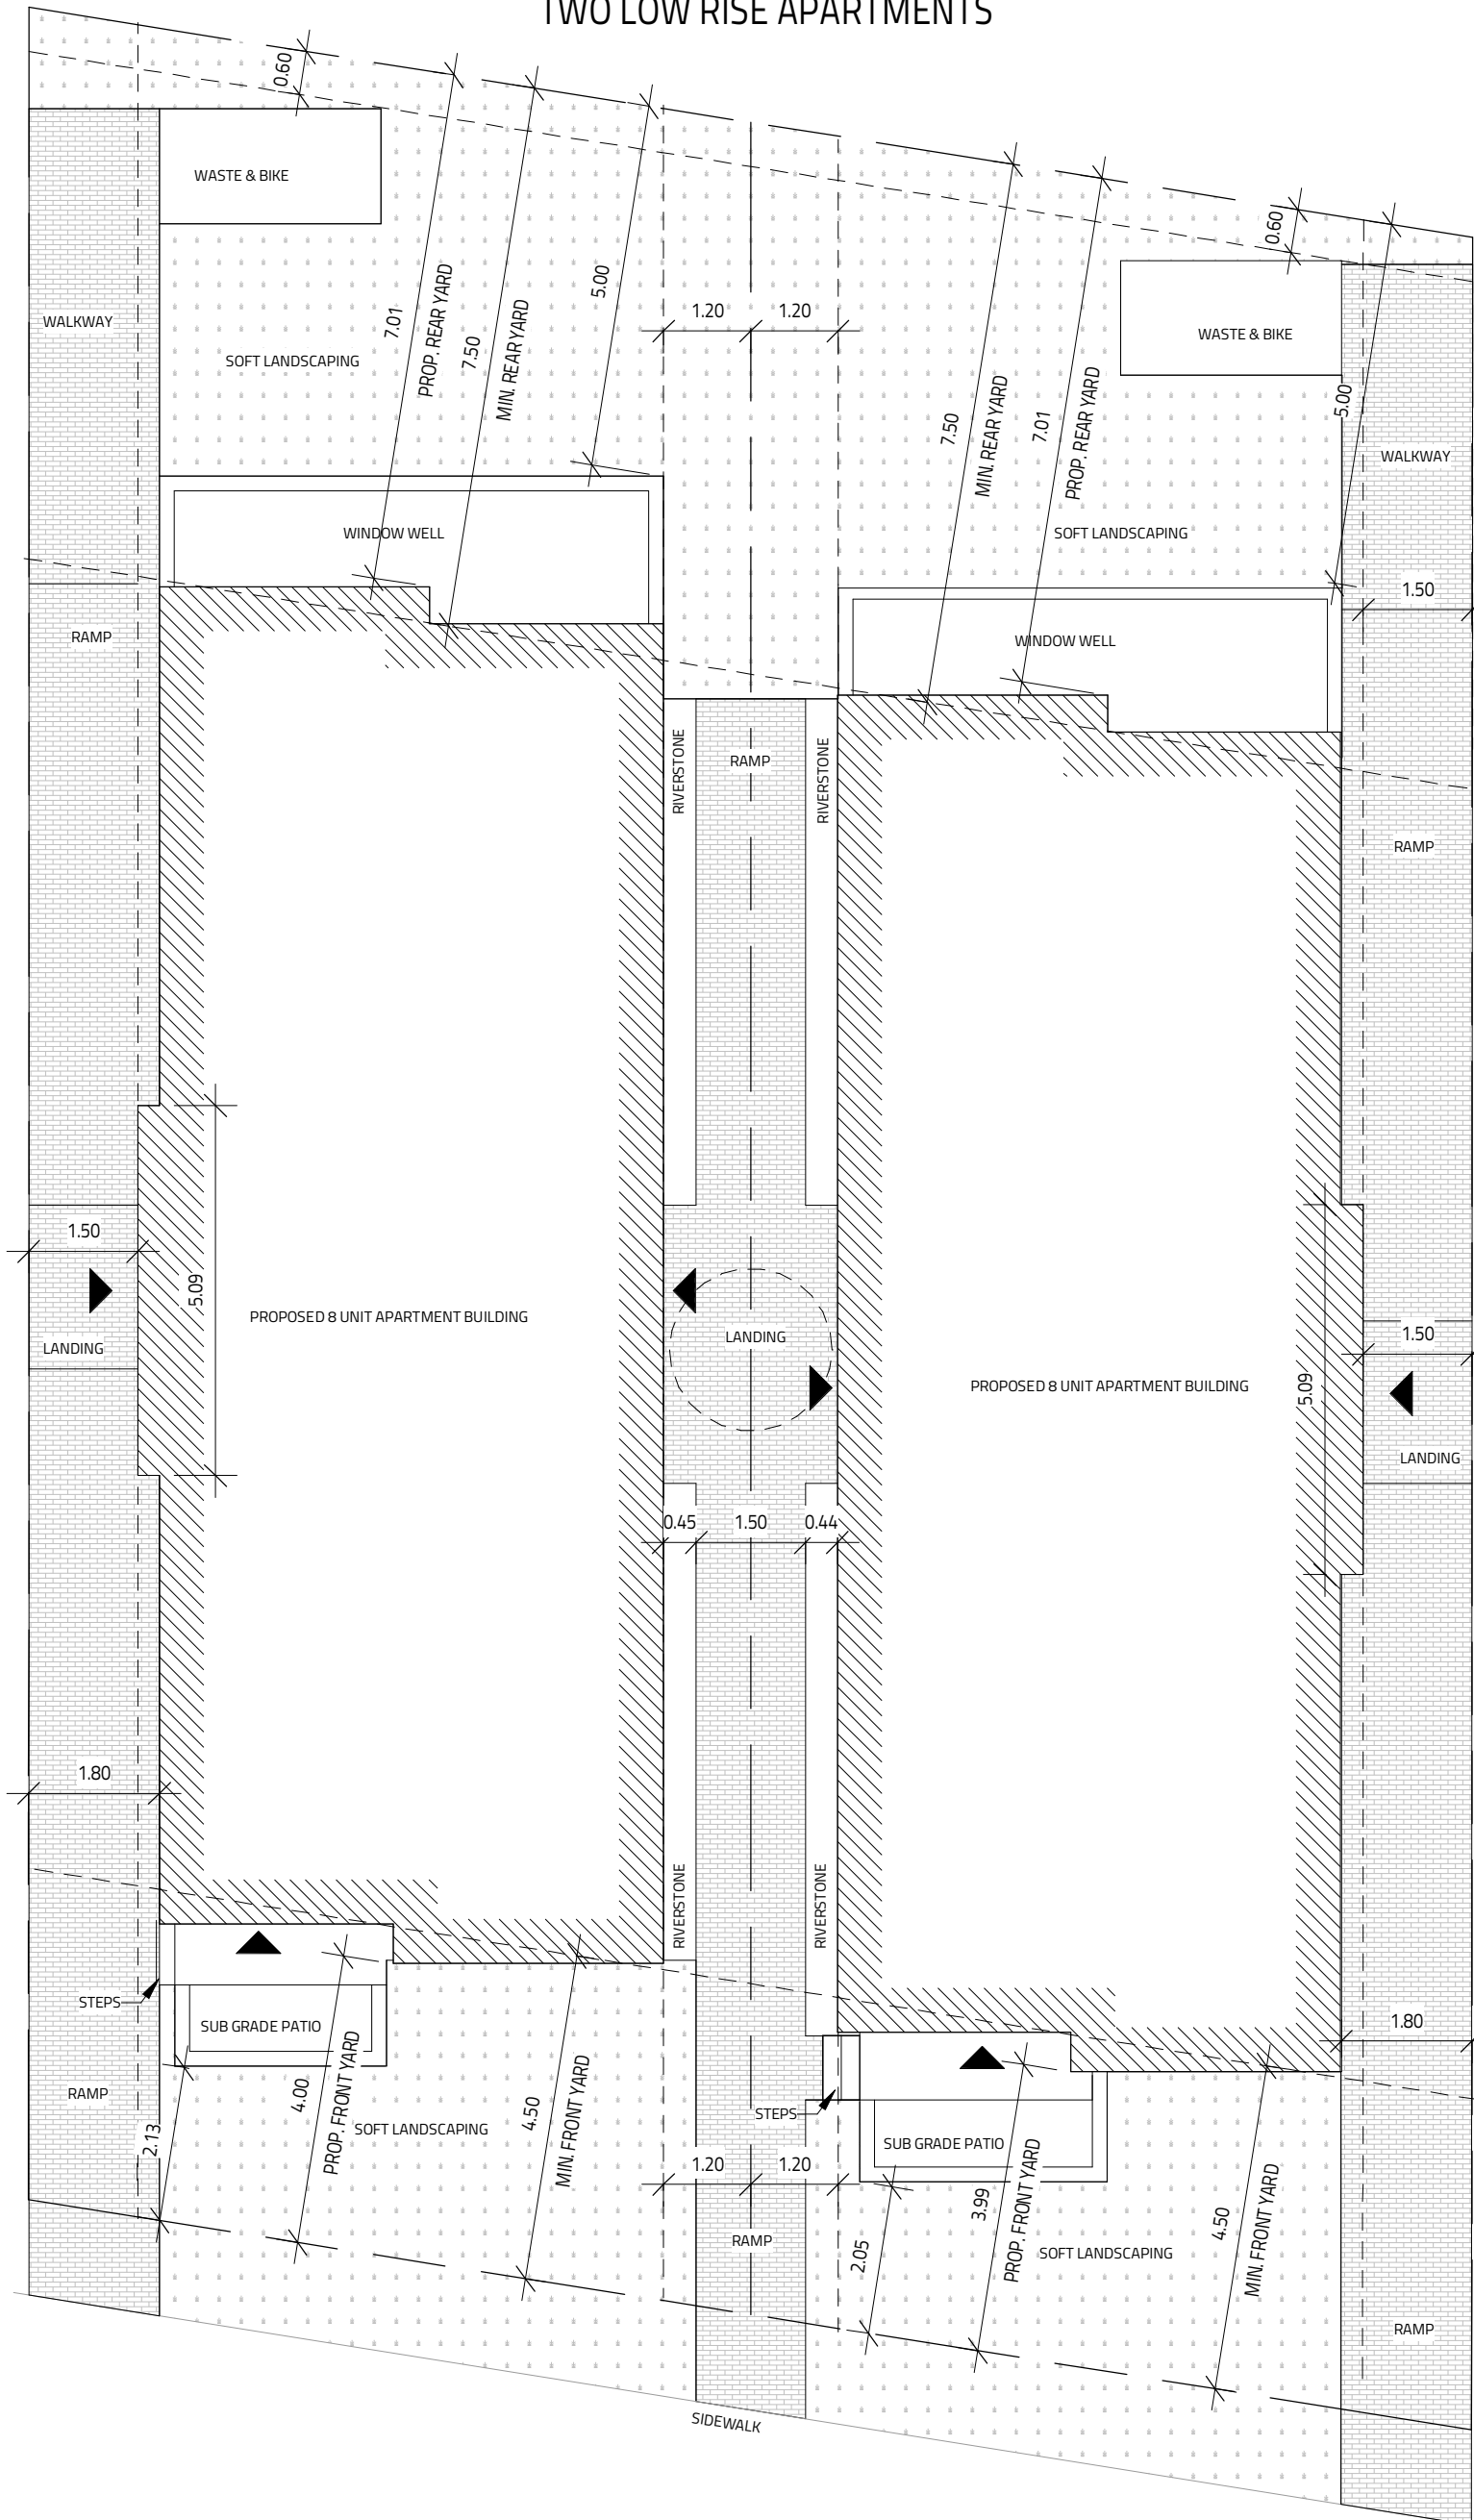 TWO LOW RISE APARTMENTS
0.60
WASTE & BIKE
0.60
WALKWAY
SOFT LANDSCAPING
7.01
PROP. REAR YARD
7.50
MIN. REAR YARD
5.00
1.20
1.20
WASTE & BIKE
7.50
MIN. REAR YARD
7.01
PROP. REAR YARD
5.00
WALKWAY
WINDOW WELL
SOFT LANDSCAPING
1.50
RAMP
WINDOW WELL
RIVERSTONE
RAMP
RIVERSTONE
RAMP
1.50
5.09
PROPOSED 8 UNIT APARTMENT BUILDING
LANDING
LANDING
1.50
5.09
PROPOSED 8 UNIT APARTMENT BUILDING
LANDING
0.45
1.50
0.44
1.80
RIVERSTONE
RIVERSTONE
STEPS
SUB GRADE PATIO
1.80
RAMP
2.13
4.00
PROP. FRONT YARD
SOFT LANDSCAPING
4.50
MIN. FRONT YARD
STEPS
SUB GRADE PATIO
1.20
1.20
RAMP
2.05
3.99
PROP. FRONT YARD
SOFT LANDSCAPING
4.50
MIN. FRONT YARD
RAMP
SIDEWALK